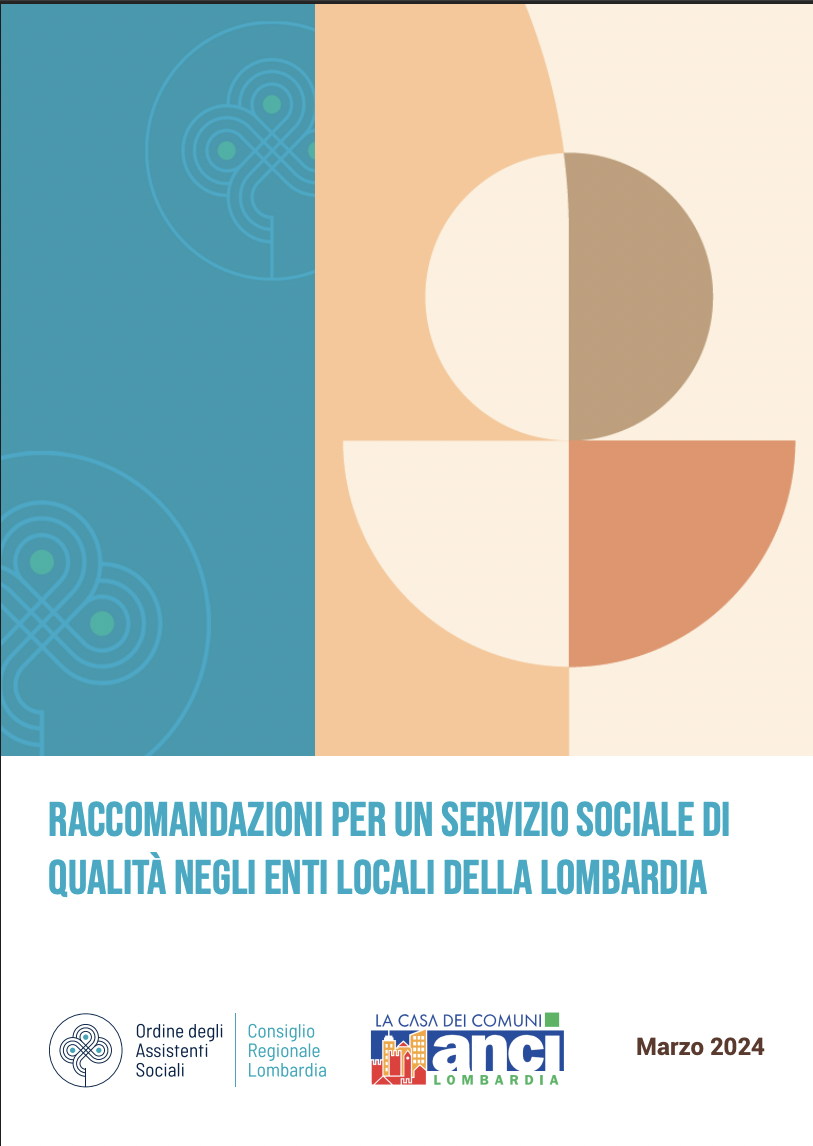 RACCOMANDAZIONI PER UN SERVIZIO SOCIALE DI
QUALITÀ NEGLI ENTI LOCALI DELLA LOMBARDIA
Ordine degli
Assistenti
Sociali
Consiglio
Regionale
Lombardia
LA CASA DEI COMUNI
anci
LOMBARDIA
Marzo 2024